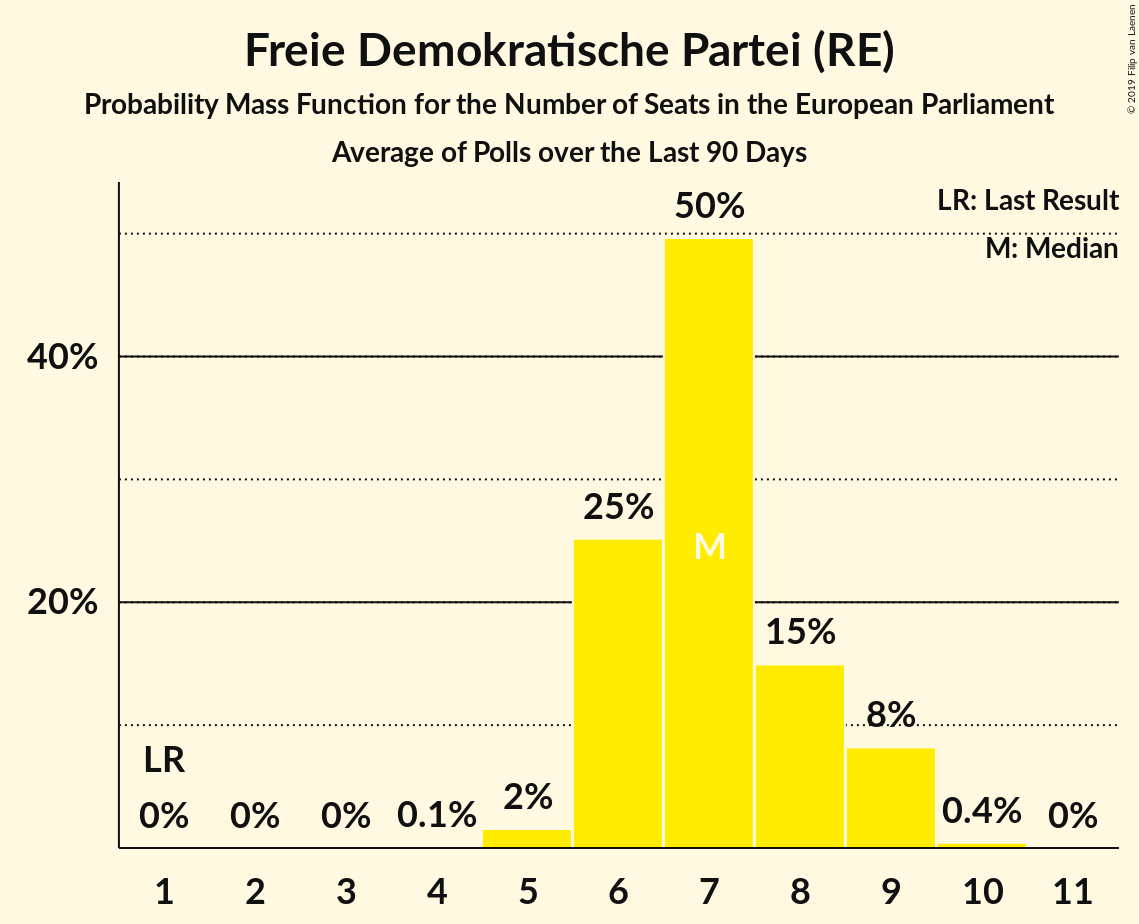 Freie Demokratische Partei (RE)
Probability Mass Function for the Number of Seats in the European Parliament
Average of Polls over the Last 90 Days
© 2019 Filip van Laenen
LR: Last Result
M: Median
50%
40%
25%
M
20%
15%
8%
LR
0% 0% 0% 0.1% 2% 0.4% 0%
1 2 3 4 5 6 7 8 9 10 11